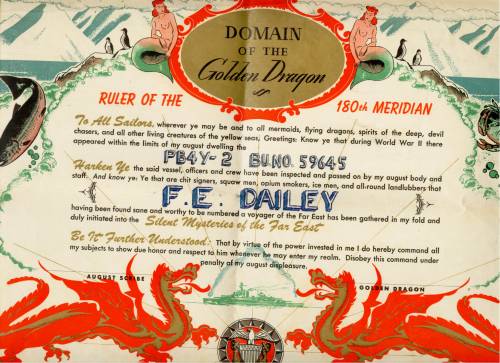 DOMAIN
OF THE
Golden Dragon
RULER OF THE 180th MERIDIAN
To All Sailors, wherever ye may be and to all mermaids, flying dragons, spirits of the deep, devil
chasers, and all other living creatures of the yellow seas, Greetings: Know ye that during World War II there
appeared within the limits of my august dwelling the
PB4Y-2 BU.NO. 59645
Harken Ye the said vessel, officers and crew have been inspected and passed on by my august body and
staff. And know ye: Ye that are chit signers, squaw men, opium smokers, ice men, and all-round landlubbers that
F.E. DAILEY
having been found sane and worthy to be numbered a voyager of the Far East has been gathered in my fold and
duly initiated into the Silent Mysteries of the Far East
Be It Further Understood: That by virtue of the power invested in me I do hereby command all
my subjects to show due honor and respect to him whenever he may enter my realm. Disobey this command under
penalty of my august displeasure.
AUGUST SCRIBE
GOLDEN DRAGON